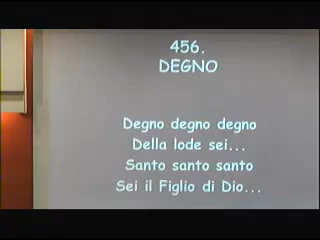 456.
DEGNO
Degno degno degno
Della lode sei...
Santo santo santo
Sei il Figlio di Dio...